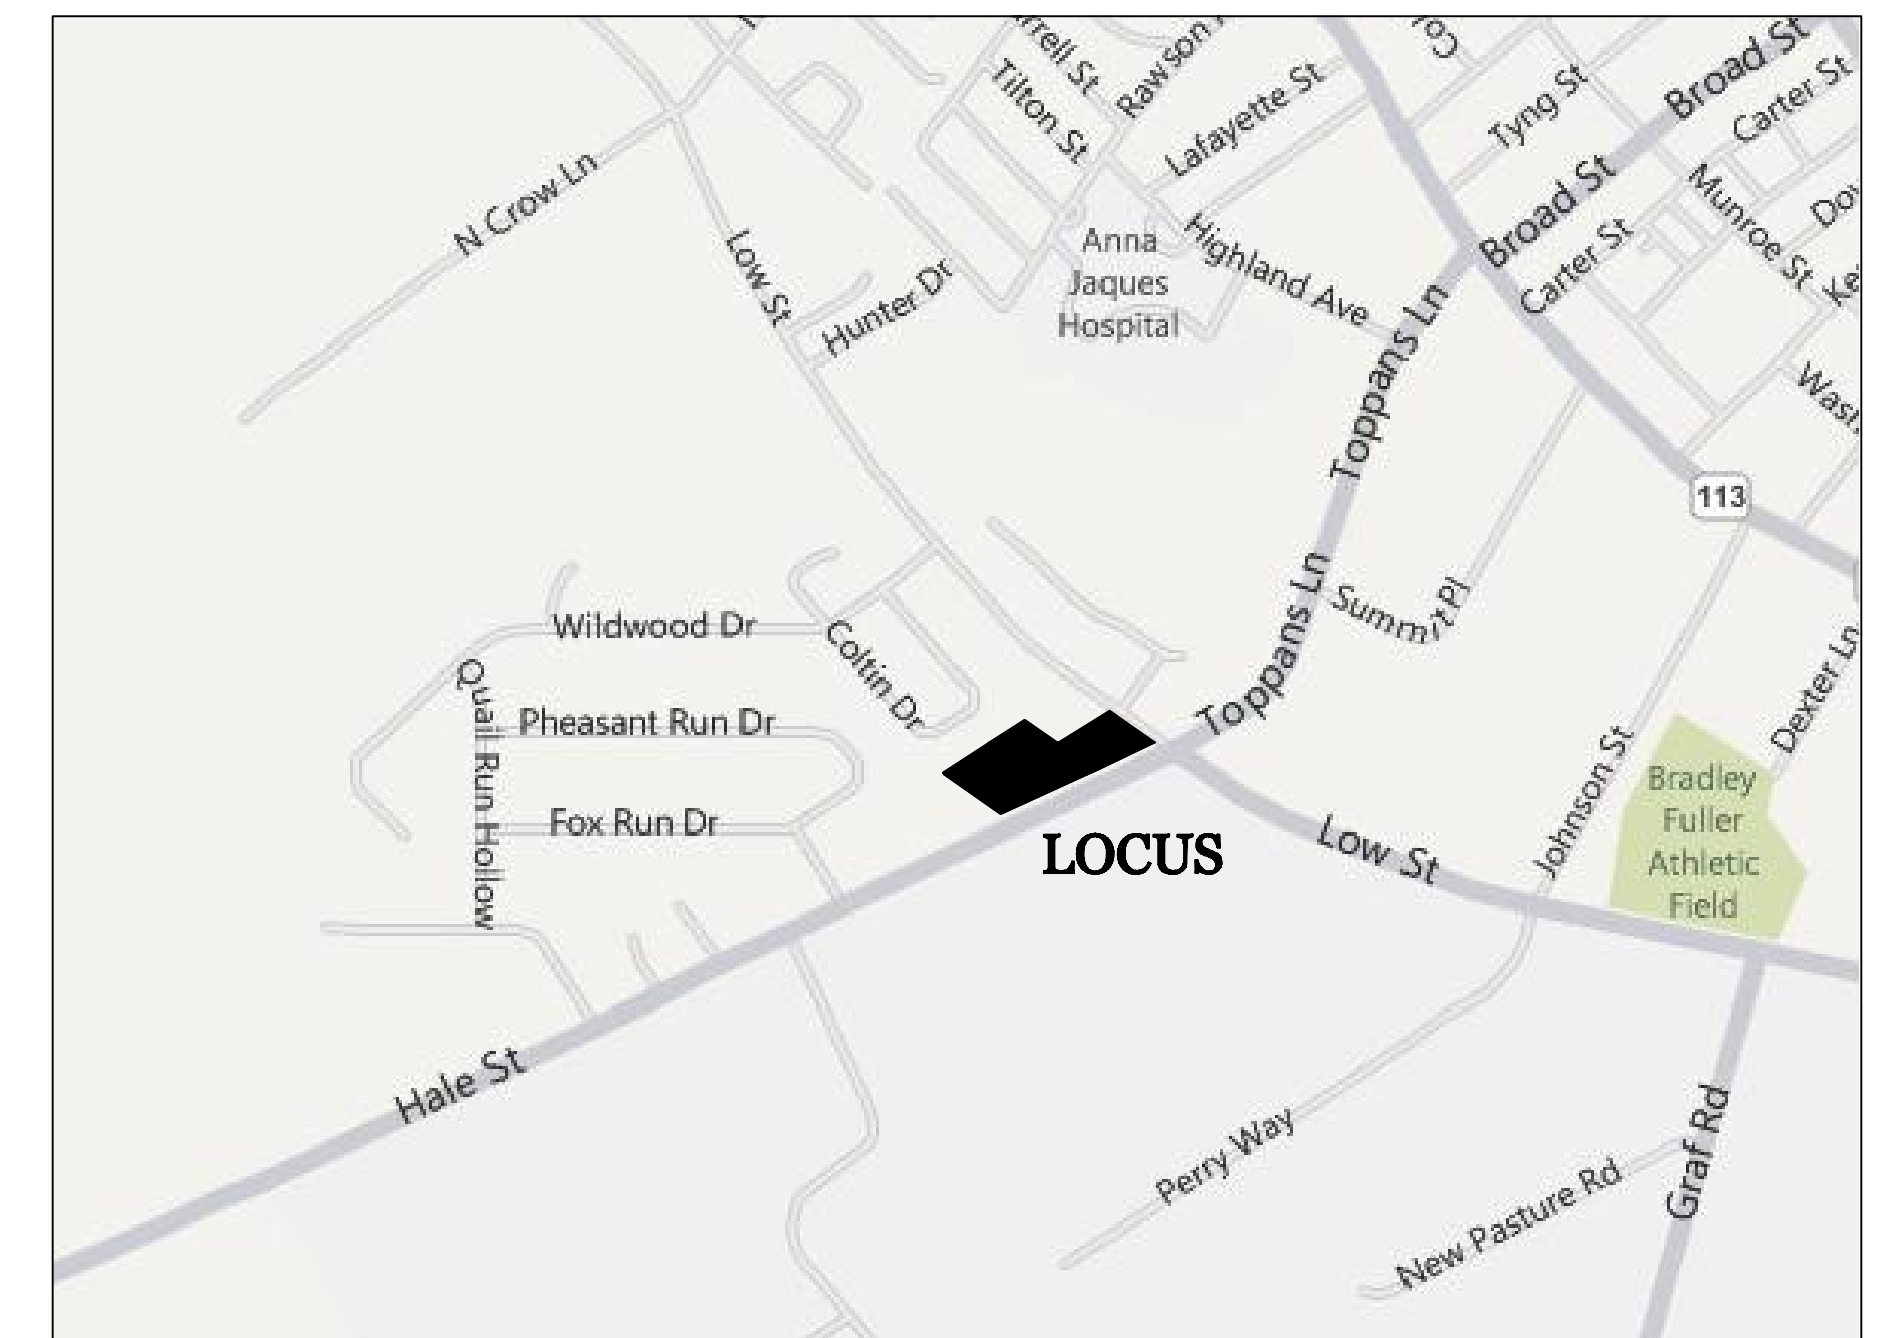 Rawson
Tilton St
Lafayette St
Tyng St
Broad St
Carter St
N Crow Ln
Low St
Hunter Dr
Anna
Jaques
Hospital
Highland Ave
Broad St
Carter St
Munroe St
Toppans Ln
113
Wildwood Dr
Coltin Dr
Quail Run Hollow
Pheasant Run Dr
Fox Run Dr
Toppans Ln
Summit Pl
Toppans
LOCUS
Low St
Johnson St
Dexter Ln
Bradley
Fuller
Athletic
Field
Hale St
Perry Way
New Pasture Rd
Graf Rd